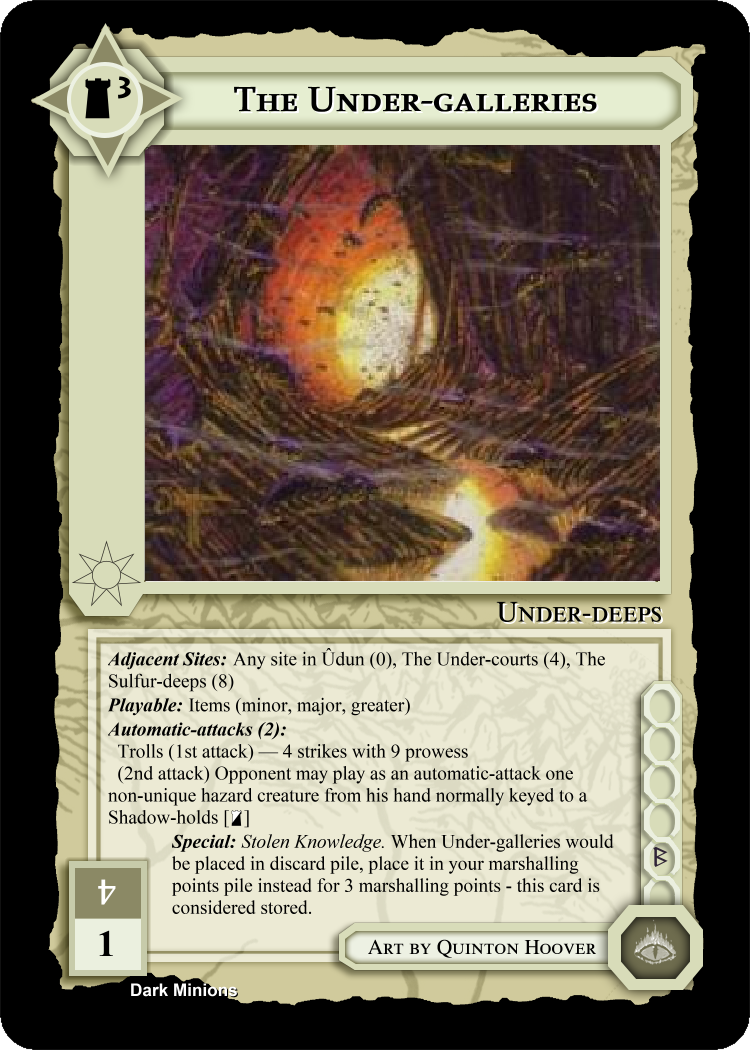 3
THE UNDER-GALLERIES
UNDER-DEEPS
Adjacent Sites: Any site in Ûdun (0), The Under-courts (4), The
Sulfur-deeps (8)
Playable: Items (minor, major, greater)
Automatic-attacks (2):
Trolls (1st attack) — 4 strikes with 9 prowess
(2nd attack) Opponent may play as an automatic-attack one
non-unique hazard creature from his hand normally keyed to a
Shadow-holds []
Special: Stolen Knowledge. When Under-galleries would
be placed in discard pile, place it in your marshalling
points pile instead for 3 marshalling points - this card is
considered stored.
4
1
ART BY QUINTON HOOVER
Dark Minions